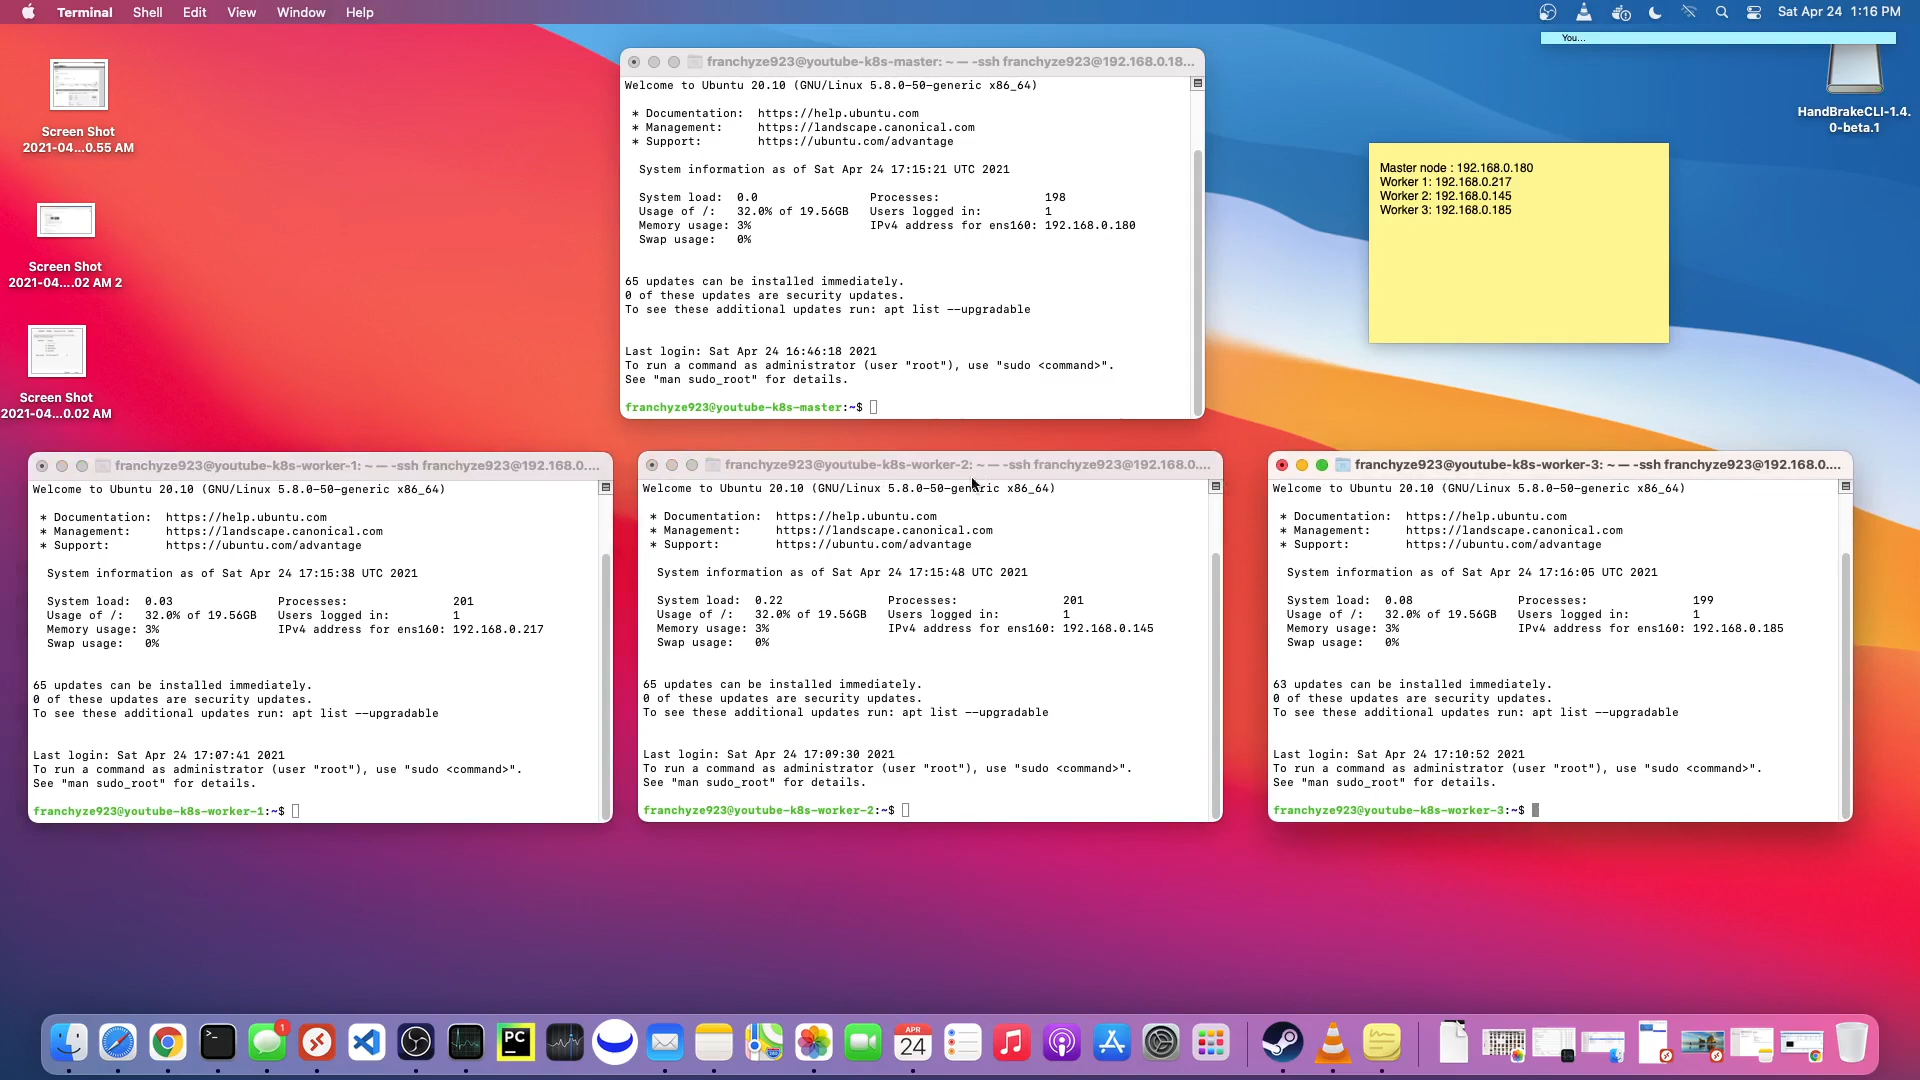 Terminal Shell Edit View Window Help
Sat Apr 24 1:16 PM
You...
Screen Shot
2021-04...0.55 AM
Screen Shot
2021-04....02 AM 2
Screen Shot
2021-04...0.02 AM
HandBrakeCLI-1.4.
0-beta.1
franchyze923@youtube-k8s-master: ~ — -ssh franchyze923@192.168.0.18...
Welcome to Ubuntu 20.10 (GNU/Linux 5.8.0-50-generic x86_64)
* Documentation: https://help.ubuntu.com
* Management: https://landscape.canonical.com
* Support: https://ubuntu.com/advantage
System information as of Sat Apr 24 17:15:21 UTC 2021
System load: 0.0 Processes: 198
Usage of /: 32.0% of 19.56GB Users logged in: 1
Memory usage: 3% IPv4 address for ens160: 192.168.0.180
Swap usage: 0%
65 updates can be installed immediately.
0 of these updates are security updates.
To see these additional updates run: apt list --upgradable
Last login: Sat Apr 24 16:46:18 2021
To run a command as administrator (user "root"), use "sudo <command>".
See "man sudo_root" for details.
franchyze923@youtube-k8s-master:~$
Master node : 192.168.0.180
Worker 1: 192.168.0.217
Worker 2: 192.168.0.145
Worker 3: 192.168.0.185
franchyze923@youtube-k8s-worker-1: ~ — -ssh franchyze923@192.168.0....
Welcome to Ubuntu 20.10 (GNU/Linux 5.8.0-50-generic x86_64)
* Documentation: https://help.ubuntu.com
* Management: https://landscape.canonical.com
* Support: https://ubuntu.com/advantage
System information as of Sat Apr 24 17:15:38 UTC 2021
System load: 0.03 Processes: 201
Usage of /: 32.0% of 19.56GB Users logged in: 1
Memory usage: 3% IPv4 address for ens160: 192.168.0.217
Swap usage: 0%
65 updates can be installed immediately.
0 of these updates are security updates.
To see these additional updates run: apt list --upgradable
Last login: Sat Apr 24 17:07:41 2021
To run a command as administrator (user "root"), use "sudo <command>".
See "man sudo_root" for details.
franchyze923@youtube-k8s-worker-1:~$
franchyze923@youtube-k8s-worker-2: ~ — -ssh franchyze923@192.168.0....
Welcome to Ubuntu 20.10 (GNU/Linux 5.8.0-50-generic x86_64)
* Documentation: https://help.ubuntu.com
* Management: https://landscape.canonical.com
* Support: https://ubuntu.com/advantage
System information as of Sat Apr 24 17:15:48 UTC 2021
System load: 0.22 Processes: 201
Usage of /: 32.0% of 19.56GB Users logged in: 1
Memory usage: 3% IPv4 address for ens160: 192.168.0.145
Swap usage: 0%
65 updates can be installed immediately.
0 of these updates are security updates.
To see these additional updates run: apt list --upgradable
Last login: Sat Apr 24 17:09:30 2021
To run a command as administrator (user "root"), use "sudo <command>".
See "man sudo_root" for details.
franchyze923@youtube-k8s-worker-2:~$
franchyze923@youtube-k8s-worker-3: ~ — -ssh franchyze923@192.168.0....
Welcome to Ubuntu 20.10 (GNU/Linux 5.8.0-50-generic x86_64)
* Documentation: https://help.ubuntu.com
* Management: https://landscape.canonical.com
* Support: https://ubuntu.com/advantage
System information as of Sat Apr 24 17:16:05 UTC 2021
System load: 0.08 Processes: 199
Usage of /: 32.0% of 19.56GB Users logged in: 1
Memory usage: 3% IPv4 address for ens160: 192.168.0.185
Swap usage: 0%
63 updates can be installed immediately.
0 of these updates are security updates.
To see these additional updates run: apt list --upgradable
Last login: Sat Apr 24 17:10:52 2021
To run a command as administrator (user "root"), use "sudo <command>".
See "man sudo_root" for details.
franchyze923@youtube-k8s-worker-3:~$
1
PC
APR
24